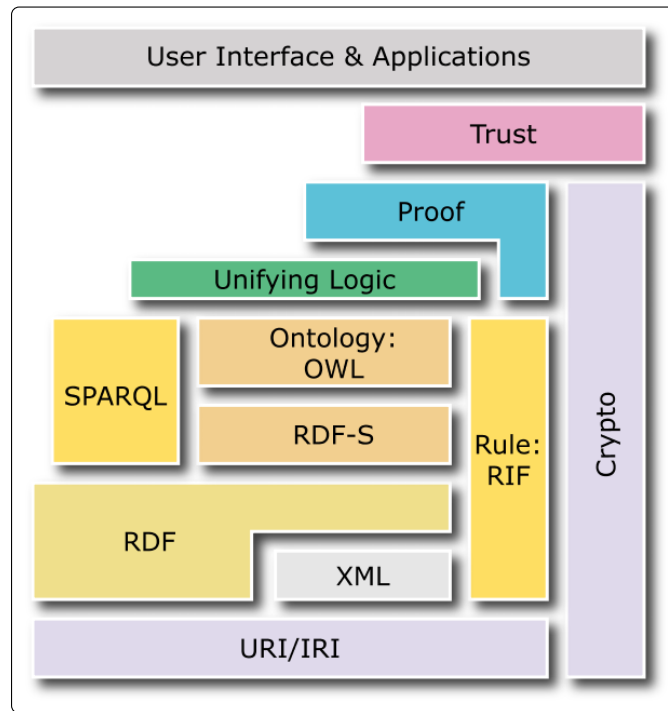 User Interface & Applications
Trust
Proof
Unifying Logic
Ontology:
OWL
SPARQL
RDF-S
Rule:
RIF
Crypto
RDF
XML
URI/IRI